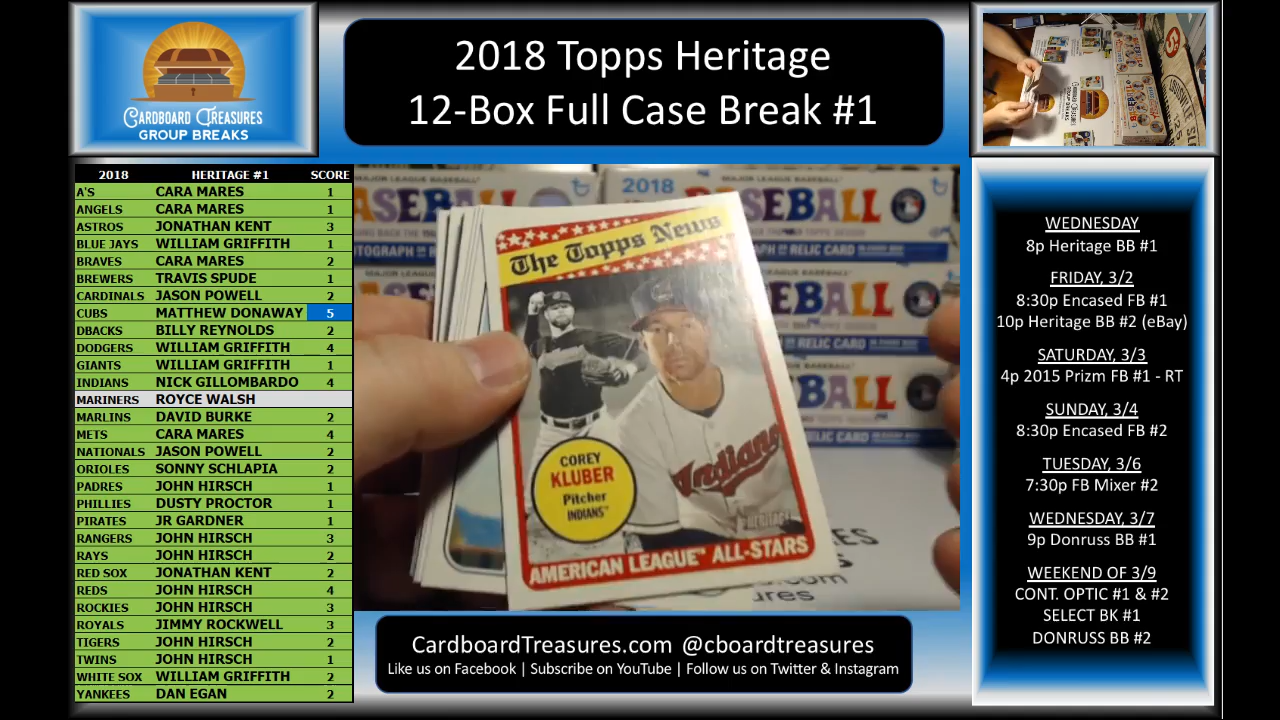 CARDBOARD TREASURES
GROUP BREAKS
2018 Topps Heritage
12-Box Full Case Break #1
2018 HERITAGE #1 SCORE
A'S CARA MARES 1
ANGELS CARA MARES 1
ASTROS JONATHAN KENT 3
BLUE JAYS WILLIAM GRIFFITH 1
BRAVES CARA MARES 2
BREWERS TRAVIS SPUDE 1
CARDINALS JASON POWELL 2
CUBS MATTHEW DONAWAY 5
DBACKS BILLY REYNOLDS 2
DODGERS WILLIAM GRIFFITH 4
GIANTS WILLIAM GRIFFITH 1
INDIANS NICK GILLOMBARDO 4
MARINERS ROYCE WALSH
MARLINS DAVID BURKE 2
METS CARA MARES 4
NATIONALS JASON POWELL 2
ORIOLES SONNY SCHLAPIA 2
PADRES JOHN HIRSCH 1
PHILLIES DUSTY PROCTOR 1
PIRATES JR GARDNER 1
RANGERS JOHN HIRSCH 3
RAYS JOHN HIRSCH 2
RED SOX JONATHAN KENT 2
REDS JOHN HIRSCH 4
ROCKIES JOHN HIRSCH 3
ROYALS JIMMY ROCKWELL 3
TIGERS JOHN HIRSCH 2
TWINS JOHN HIRSCH 1
WHITE SOX WILLIAM GRIFFITH 2
YANKEES DAN EGAN 2
2018
BASEBALL
The Topps News
COREY
KLUBER
Pitcher
INDIANS
Indians
HERITAGE
AMERICAN LEAGUE™ ALL-STARS
CardboardTreasures.com @cboardtreasures
Like us on Facebook | Subscribe on YouTube | Follow us on Twitter & Instagram
WEDNESDAY
8p Heritage BB #1
FRIDAY, 3/2
8:30p Encased FB #1
10p Heritage BB #2 (eBay)
SATURDAY, 3/3
4p 2015 Prizm FB #1 - RT
SUNDAY, 3/4
8:30p Encased FB #2
TUESDAY, 3/6
7:30p FB Mixer #2
WEDNESDAY, 3/7
9p Donruss BB #1
WEEKEND OF 3/9
CONT. OPTIC #1 & #2
SELECT BK #1
DONRUSS BB #2